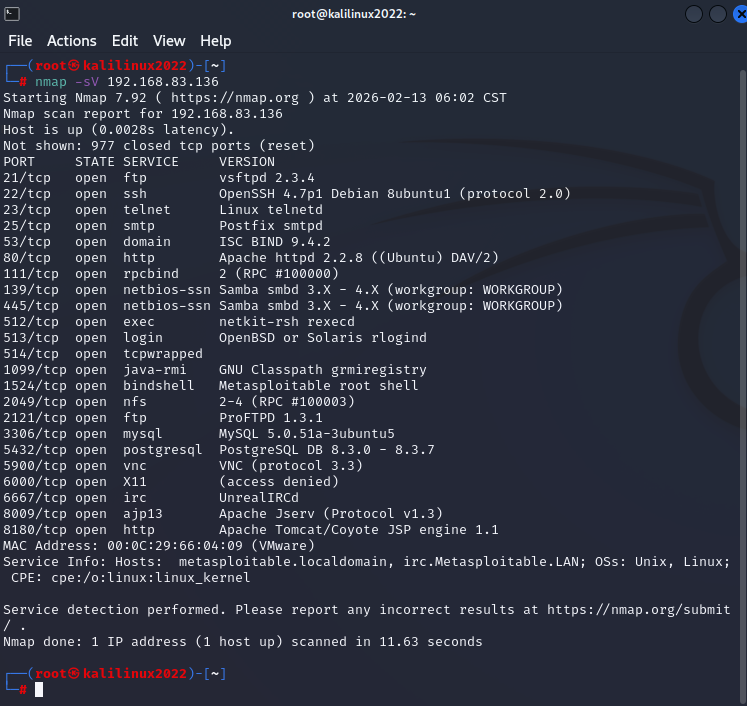 root@kalilinux2022: ~
File Actions Edit View Help
┌──(root㉿kalilinux2022)-[~]
└─# nmap -sV 192.168.83.136
Starting Nmap 7.92 ( https://nmap.org ) at 2026-02-13 06:02 CST
Nmap scan report for 192.168.83.136
Host is up (0.0028s latency).
Not shown: 977 closed tcp ports (reset)
PORT     STATE SERVICE     VERSION
21/tcp   open  ftp         vsftpd 2.3.4
22/tcp   open  ssh         OpenSSH 4.7p1 Debian 8ubuntu1 (protocol 2.0)
23/tcp   open  telnet      Linux telnetd
25/tcp   open  smtp        Postfix smtpd
53/tcp   open  domain      ISC BIND 9.4.2
80/tcp   open  http        Apache httpd 2.2.8 ((Ubuntu) DAV/2)
111/tcp  open  rpcbind     2 (RPC #100000)
139/tcp  open  netbios-ssn Samba smbd 3.X - 4.X (workgroup: WORKGROUP)
445/tcp  open  netbios-ssn Samba smbd 3.X - 4.X (workgroup: WORKGROUP)
512/tcp  open  exec        netkit-rsh rexecd
513/tcp  open  login       OpenBSD or Solaris rlogind
514/tcp  open  tcpwrapped
1099/tcp open  java-rmi    GNU Classpath grmiregistry
1524/tcp open  bindshell   Metasploitable root shell
2049/tcp open  nfs         2-4 (RPC #100003)
2121/tcp open  ftp         ProFTPD 1.3.1
3306/tcp open  mysql       MySQL 5.0.51a-3ubuntu5
5432/tcp open  postgresql  PostgreSQL DB 8.3.0 - 8.3.7
5900/tcp open  vnc         VNC (protocol 3.3)
6000/tcp open  X11         (access denied)
6667/tcp open  irc         UnrealIRCd
8009/tcp open  ajp13       Apache Jserv (Protocol v1.3)
8180/tcp open  http        Apache Tomcat/Coyote JSP engine 1.1
MAC Address: 00:0C:29:66:04:09 (VMware)
Service Info: Hosts:  metasploitable.localdomain, irc.Metasploitable.LAN; OSs: Unix, Linux;
 CPE: cpe:/o:linux:linux_kernel

Service detection performed. Please report any incorrect results at https://nmap.org/submit
/ .
Nmap done: 1 IP address (1 host up) scanned in 11.63 seconds

┌──(root㉿kalilinux2022)-[~]
└─#